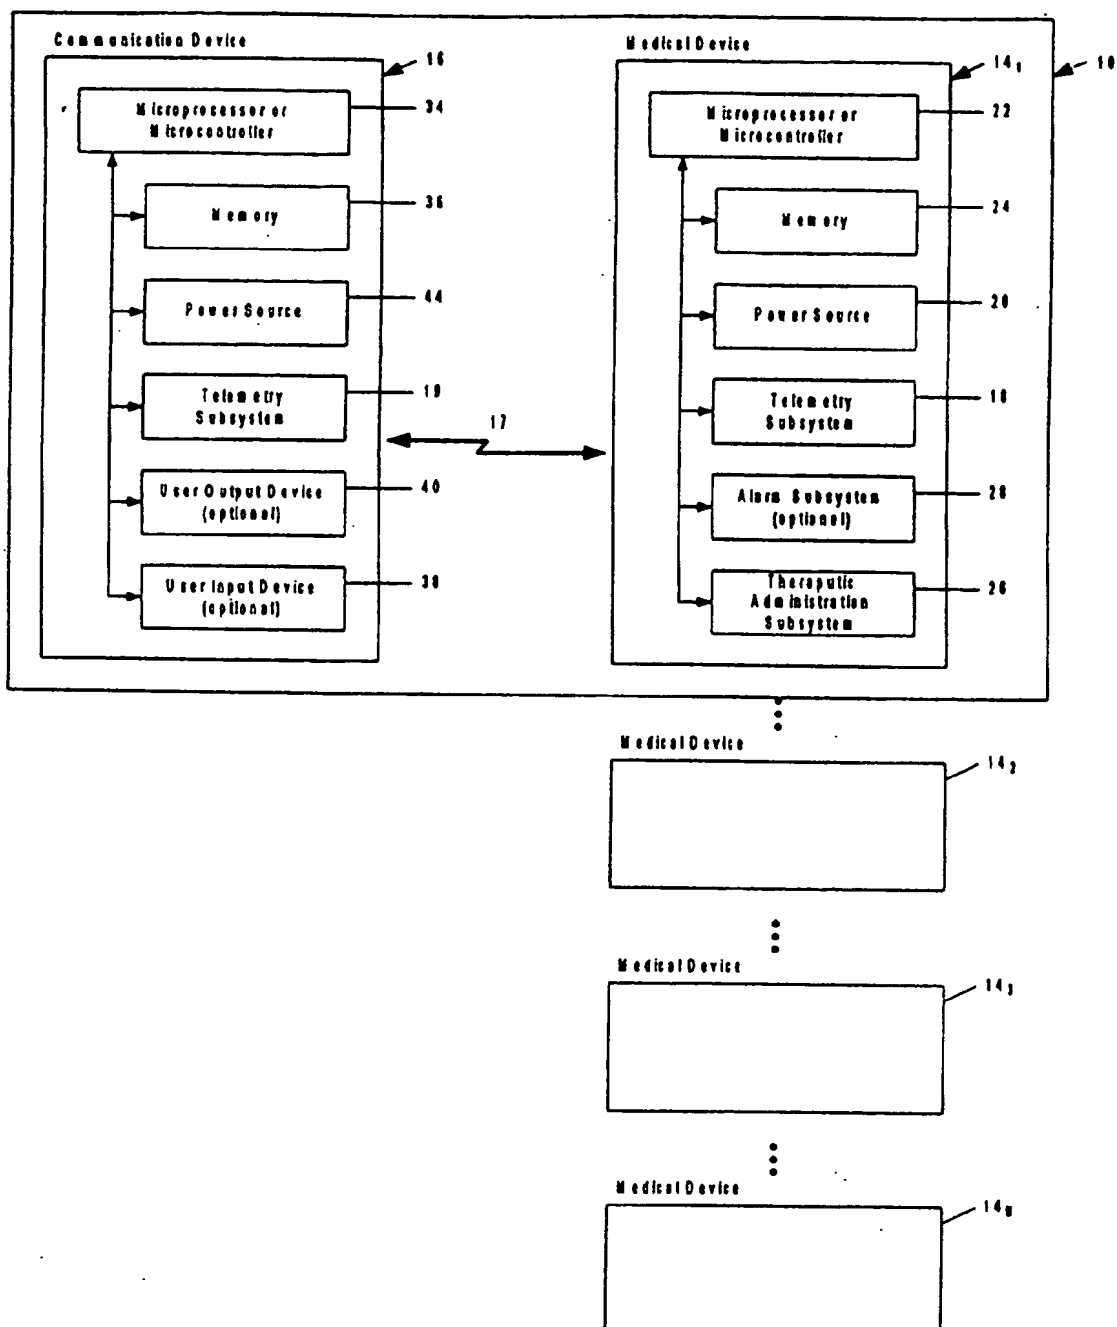 Communication Device
16
Microprocessor or
Microcontroller
34
Memory
36
Power Source
44
Telemetry
Subsystem
19
User Output Device
(optional)
40
User Input Device
(optional)
38
17
Medical Device
14₁
10
Microprocessor or
Microcontroller
22
Memory
24
Power Source
20
Telemetry
Subsystem
18
Alarm Subsystem
(optional)
28
Theraputic
Administration
Subsystem
26
Medical Device
14₂
Medical Device
14₃
Medical Device
14